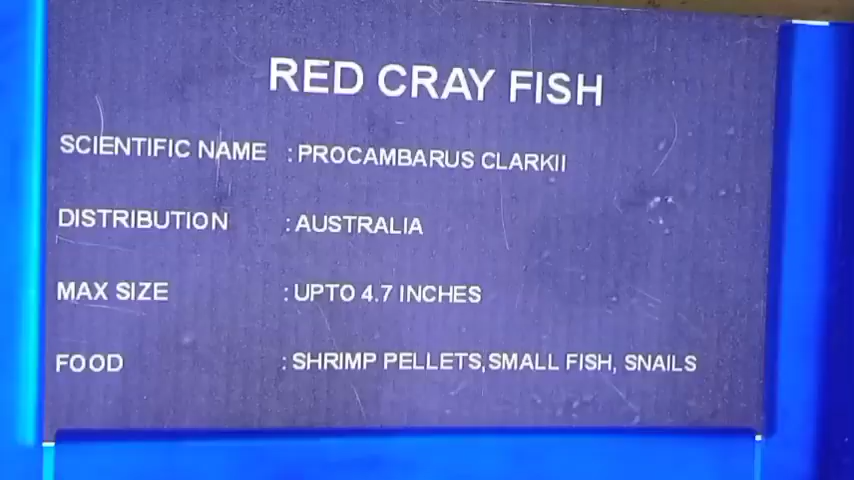 RED CRAY FISH
SCIENTIFIC NAME : PROCAMBARUS CLARKII
DISTRIBUTION : AUSTRALIA
MAX SIZE : UPTO 4.7 INCHES
FOOD : SHRIMP PELLETS,SMALL FISH, SNAILS